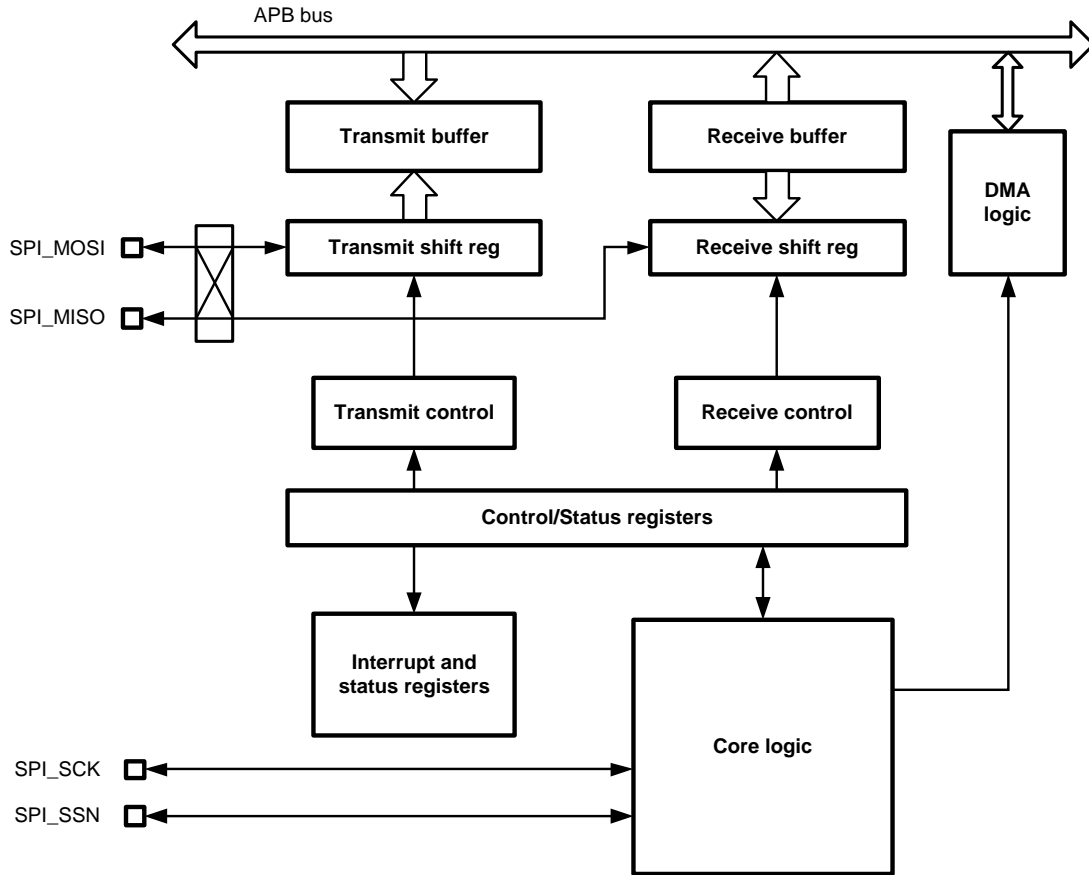 APB bus
Transmit buffer
Receive buffer
DMA
logic
SPI_MOSI
Transmit shift reg
Receive shift reg
SPI_MISO
Transmit control
Receive control
Control/Status registers
Interrupt and
status registers
Core logic
SPI_SCK
SPI_SSN